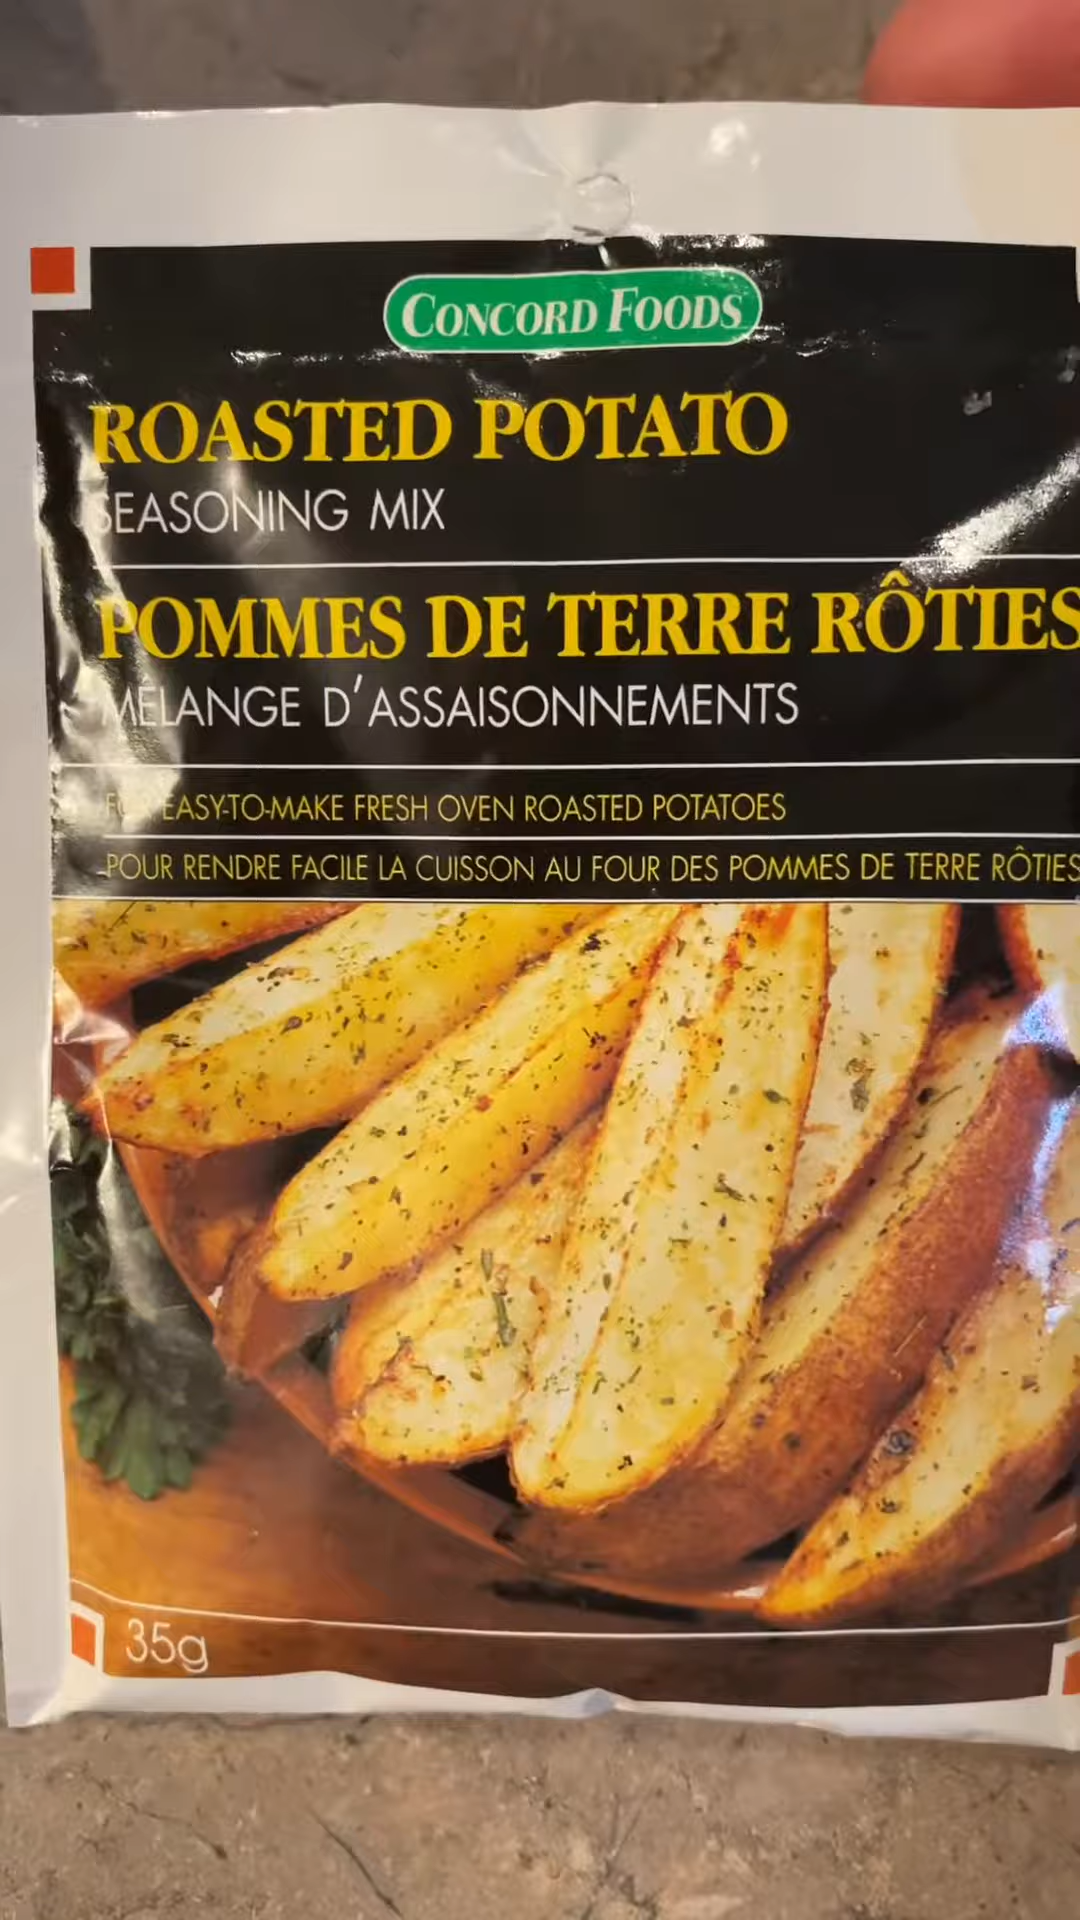 CONCORD FOODS
ROASTED POTATO
SEASONING MIX
POMMES DE TERRE RÔTIES
MÉLANGE D'ASSAISONNEMENTS
FOR EASY-TO-MAKE FRESH OVEN ROASTED POTATOES
POUR RENDRE FACILE LA CUISSON AU FOUR DES POMMES DE TERRE RÔTIES
35g